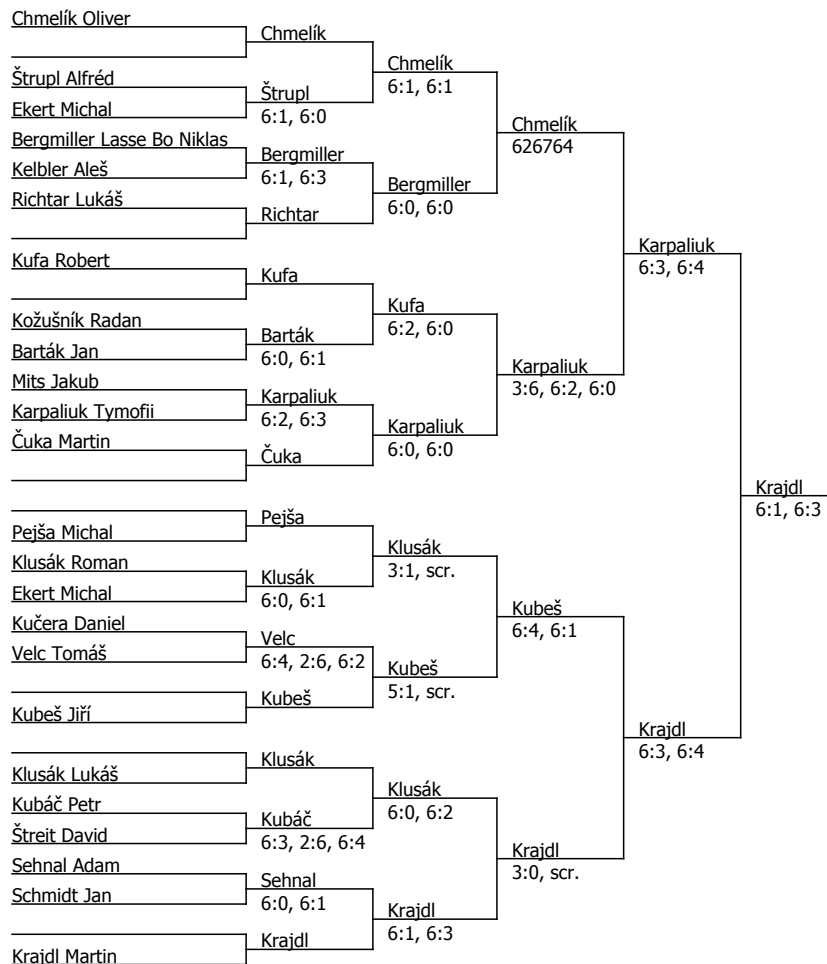 Chmelík Oliver
Štrupl Alfréd
Ekert Michal
Bergmiller Lasse Bo Niklas
Kelbler Aleš
Richtar Lukáš
Kufa Robert
Kožušník Radan
Barták Jan
Mits Jakub
Karpaliuk Tymofii
Čuka Martin
Pejša Michal
Klusák Roman
Ekert Michal
Kučera Daniel
Velc Tomáš
Kubeš Jiří
Klusák Lukáš
Kubáč Petr
Štreit David
Sehnal Adam
Schmidt Jan
Krajdl Martin
Chmelík
Štrupl
6:1, 6:0
Bergmiller
6:1, 6:3
Richtar
Kufa
Barták
6:0, 6:1
Karpaliuk
6:2, 6:3
Čuka
Pejša
Klusák
6:0, 6:1
Velc
6:4, 2:6, 6:2
Kubeš
Klusák
Kubáč
6:3, 2:6, 6:4
Sehnal
6:0, 6:1
Krajdl
Chmelík
6:1, 6:1
Bergmiller
6:0, 6:0
Kufa
6:2, 6:0
Karpaliuk
6:0, 6:0
Klusák
3:1, scr.
Kubeš
5:1, scr.
Klusák
6:0, 6:2
Krajdl
6:1, 6:3
Chmelík
626764
Karpaliuk
3:6, 6:2, 6:0
Kubeš
6:4, 6:1
Krajdl
3:0, scr.
Karpaliuk
6:3, 6:4
Krajdl
6:3, 6:4
Krajdl
6:1, 6:3